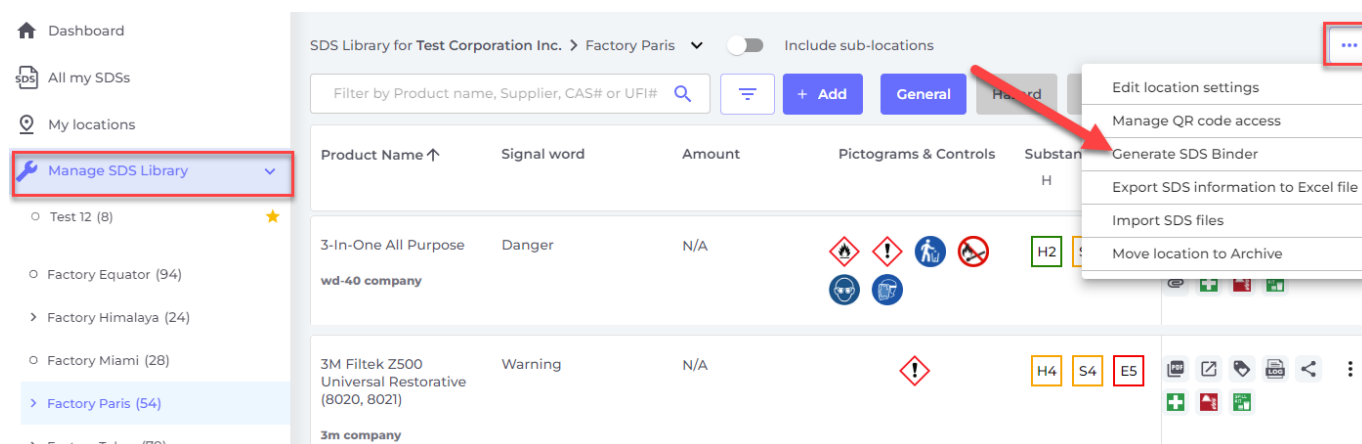 Dashboard
SDS
All my SDSs
My locations
Manage SDS Library
Test 12 (8)
Factory Equator (94)
Factory Himalaya (24)
Factory Miami (28)
Factory Paris (54)
SDS Library for Test Corporation Inc. > Factory Paris
Include sub-locations
Filter by Product name, Supplier, CAS# or UFI#
+ Add
General
Edit location settings
Manage QR code access
Generate SDS Binder
Export SDS information to Excel file
Import SDS files
Move location to Archive
Product Name Signal word Amount Pictograms & Controls
H
3-In-One All Purpose Danger N/A H2
wd-40 company
3M Filtek Z500 Warning N/A H4 S4 E5 PDF LOG
Universal Restorative
(8020, 8021)
3m company